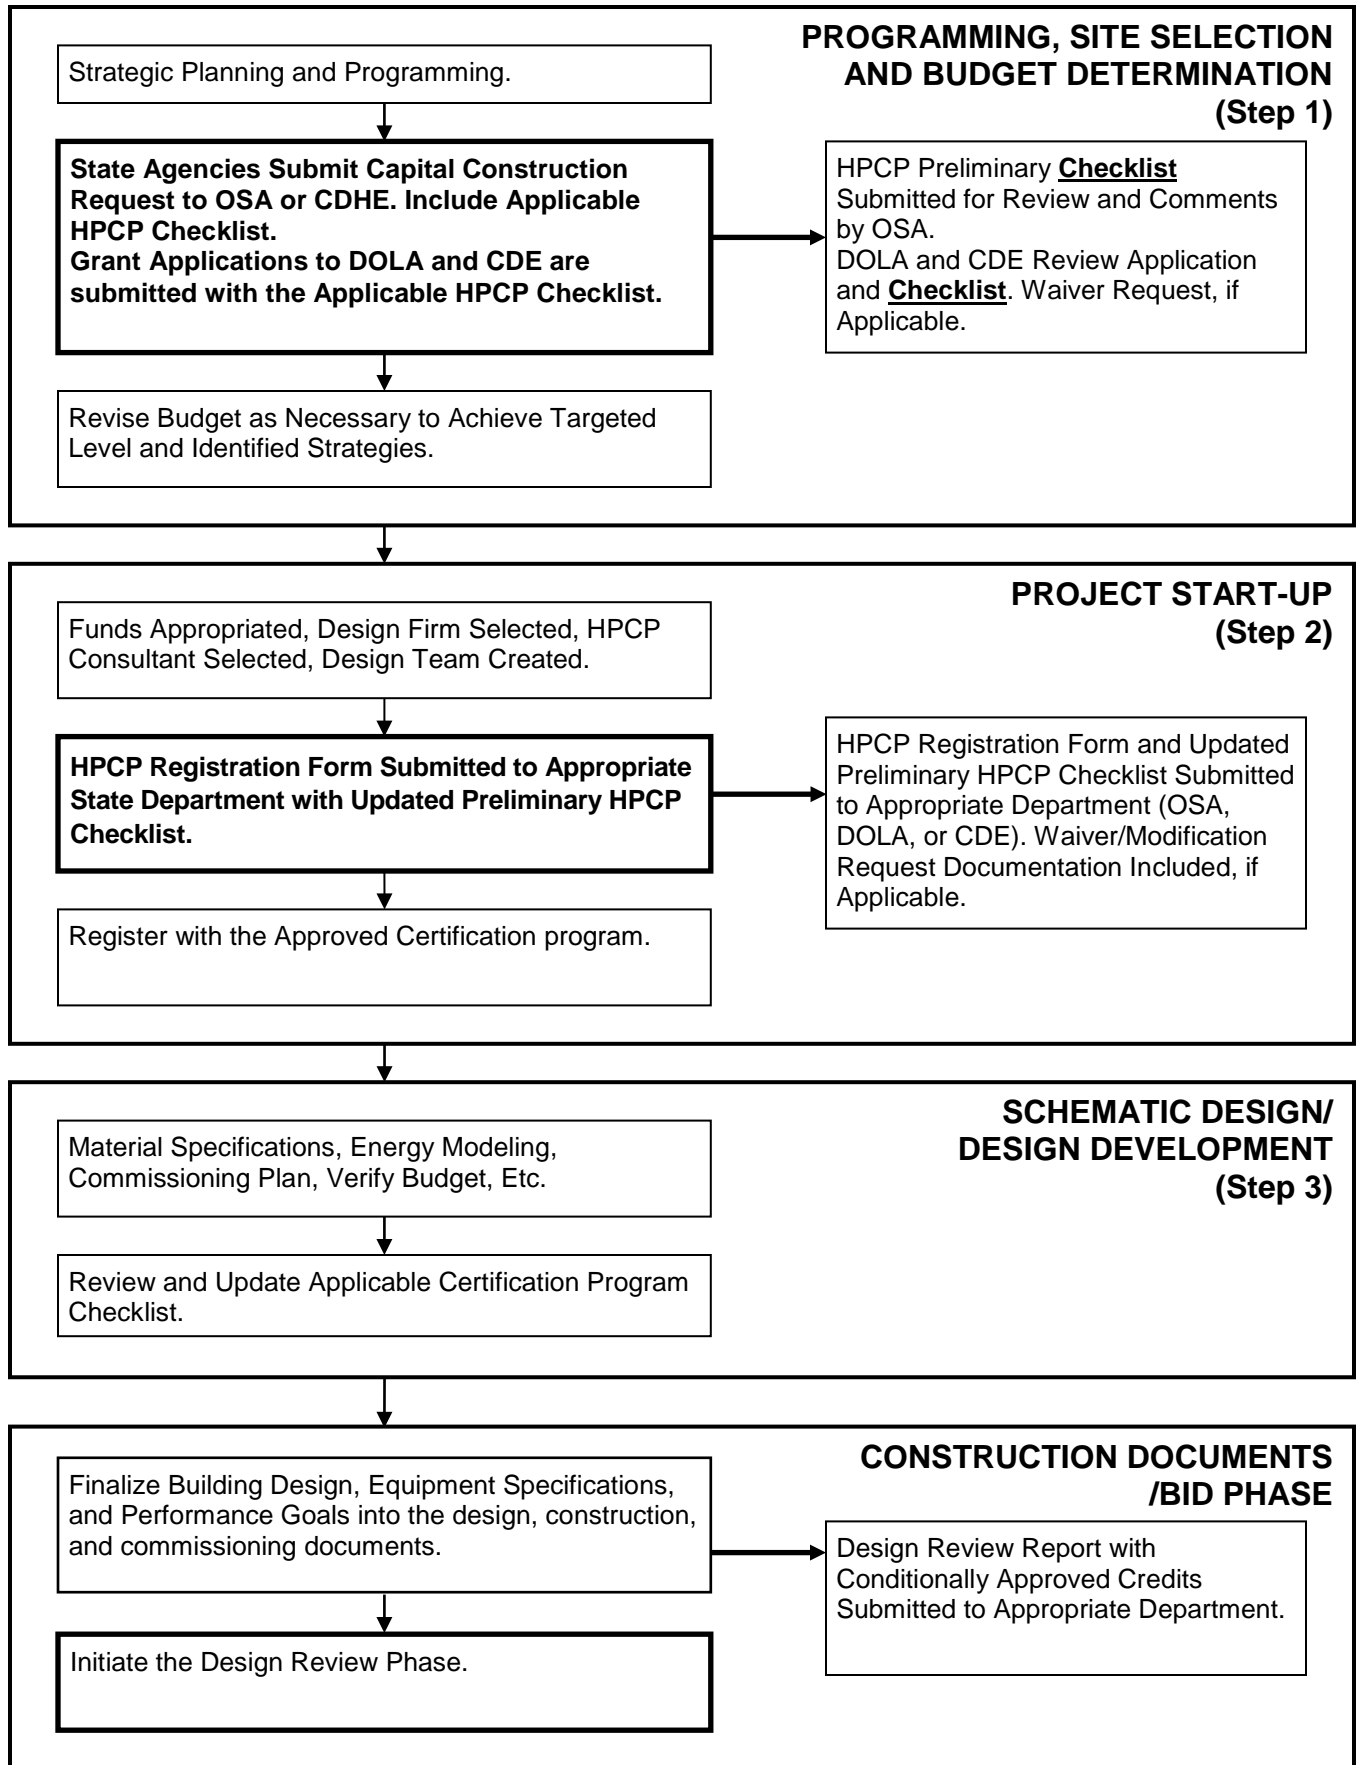 PROGRAMMING, SITE SELECTION
AND BUDGET DETERMINATION
(Step 1)
Strategic Planning and Programming.
State Agencies Submit Capital Construction
Request to OSA or CDHE. Include Applicable
HPCP Checklist.
Grant Applications to DOLA and CDE are
submitted with the Applicable HPCP Checklist.
HPCP Preliminary Checklist
Submitted for Review and Comments
by OSA.
DOLA and CDE Review Application
and Checklist. Waiver Request, if
Applicable.
Revise Budget as Necessary to Achieve Targeted
Level and Identified Strategies.
PROJECT START-UP
(Step 2)
Funds Appropriated, Design Firm Selected, HPCP
Consultant Selected, Design Team Created.
HPCP Registration Form Submitted to Appropriate
State Department with Updated Preliminary HPCP
Checklist.
HPCP Registration Form and Updated
Preliminary HPCP Checklist Submitted
to Appropriate Department (OSA,
DOLA, or CDE). Waiver/Modification
Request Documentation Included, if
Applicable.
Register with the Approved Certification program.
SCHEMATIC DESIGN/
DESIGN DEVELOPMENT
(Step 3)
Material Specifications, Energy Modeling,
Commissioning Plan, Verify Budget, Etc.
Review and Update Applicable Certification Program
Checklist.
CONSTRUCTION DOCUMENTS
/BID PHASE
Finalize Building Design, Equipment Specifications,
and Performance Goals into the design, construction,
and commissioning documents.
Design Review Report with
Conditionally Approved Credits
Submitted to Appropriate Department.
Initiate the Design Review Phase.